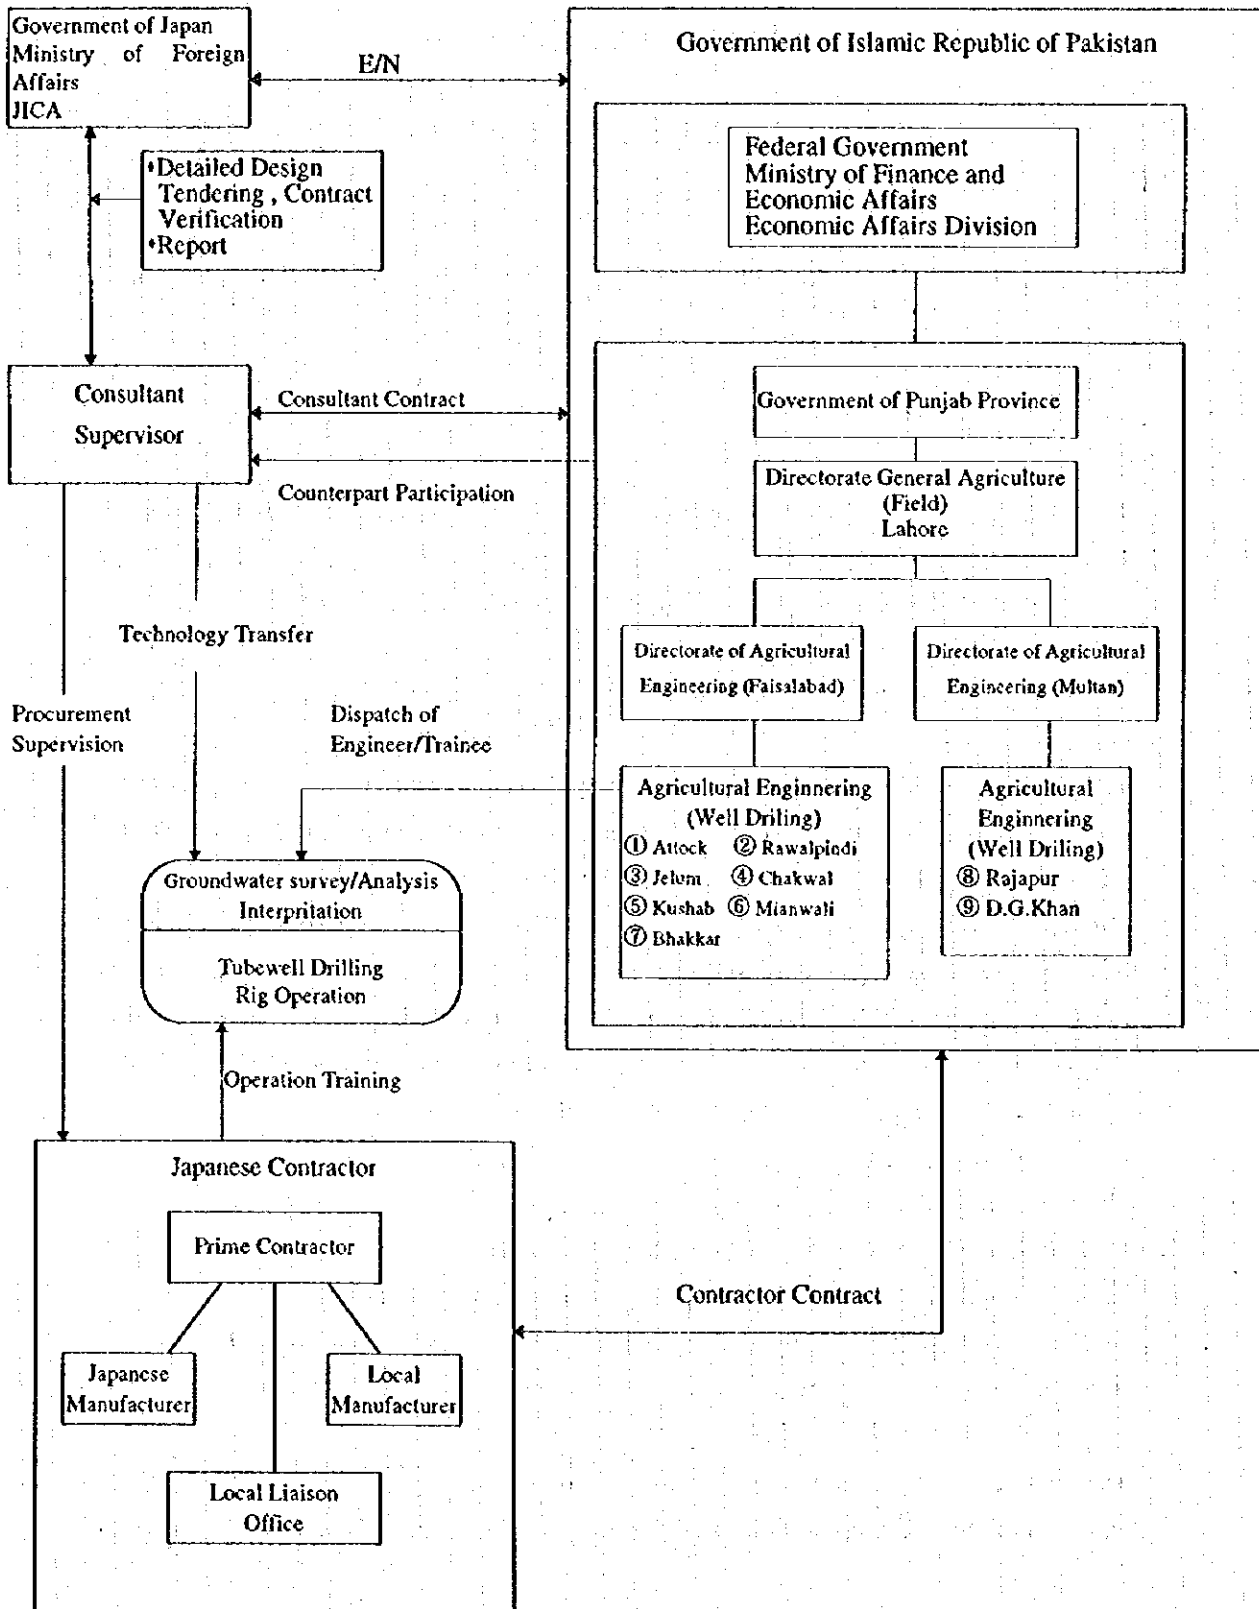 Government of Japan
Ministry of Foreign
Affairs
JICA
E/N
Government of Islamic Republic of Pakistan
•Detailed Design
Tendering , Contract
Verification
•Report
Federal Government
Ministry of Finance and
Economic Affairs
Economic Affairs Division
Consultant
Supervisor
Consultant Contract
Counterpart Participation
Government of Punjab Province
Directorate General Agriculture
(Field)
Lahore
Technology Transfer
Directorate of Agricultural
Engineering (Faisalabad)
Directorate of Agricultural
Engineering (Multan)
Procurement
Supervision
Dispatch of
Engineer/Trainee
Agricultural Enginnering
(Well Driling)
① Attock ② Rawalpindi
③ Jelum ④ Chakwal
⑤ Kushab ⑥ Mianwali
⑦ Bhakkar
Agricultural
Enginnering
(Well Driling)
⑧ Rajapur
⑨ D.G.Khan
Groundwater survey/Analysis
Interpritation
Tubewell Drilling
Rig Operation
Operation Training
Japanese Contractor
Prime Contractor
Contractor Contract
Japanese
Manufacturer
Local
Manufacturer
Local Liaison
Office